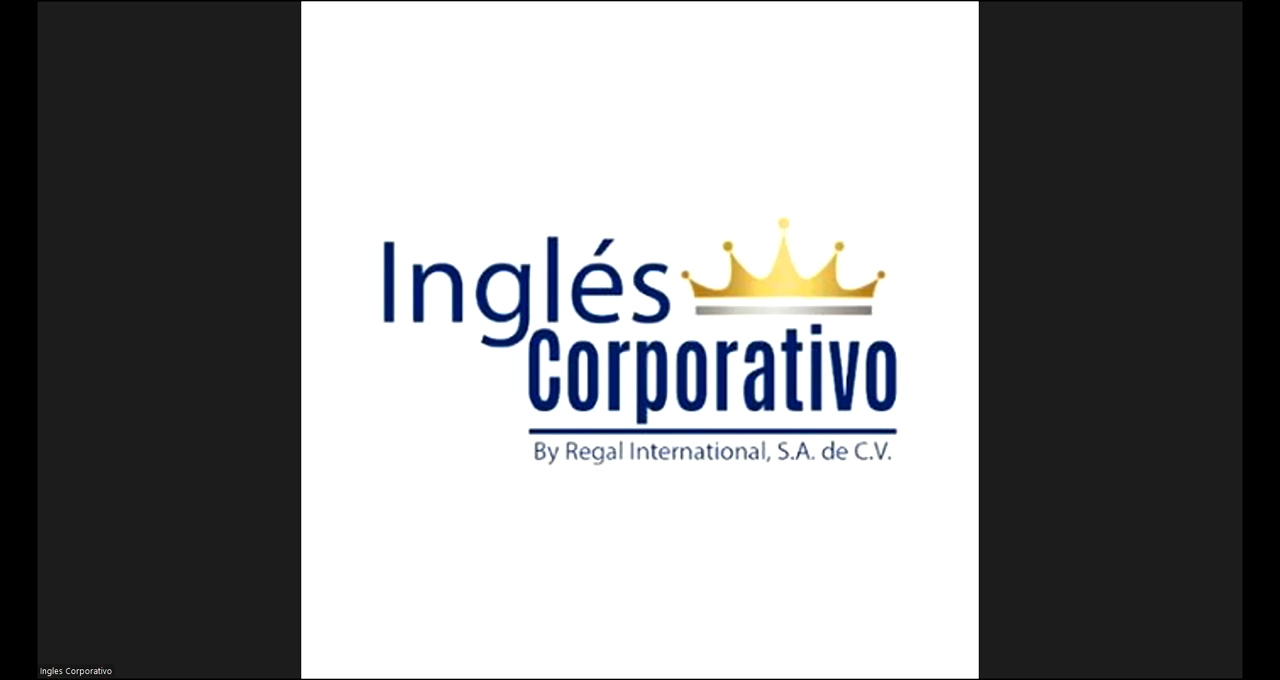 Inglés
Corporativo
By Regal International, S.A. de C.V.
Ingles Corporativo